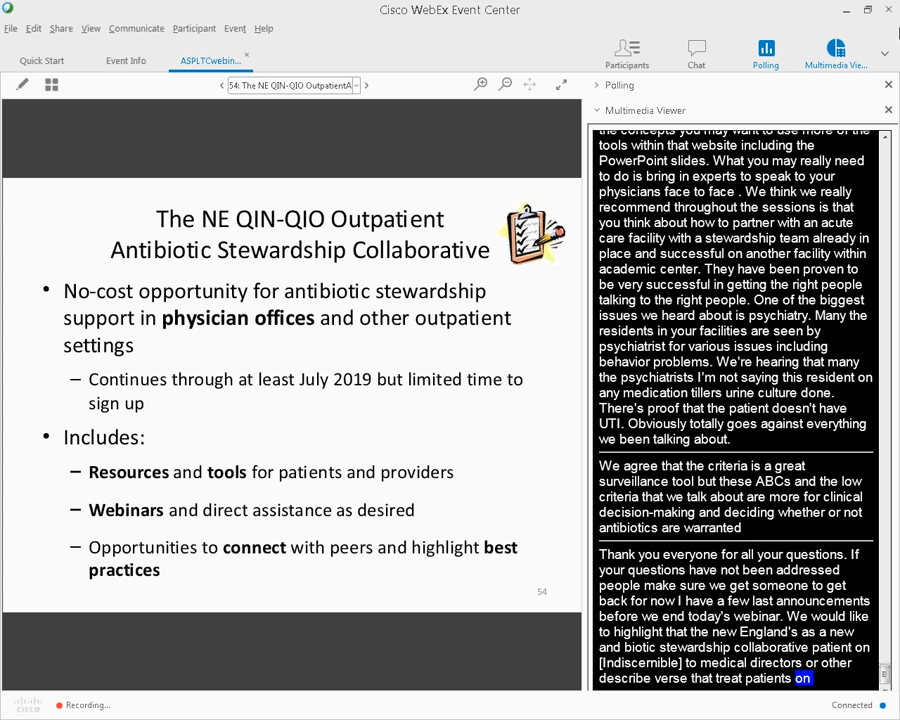 Cisco WebEx Event Center
File Edit Share View Communicate Participant Event Help
Quick Start Event Info ASPLTCwebin...
Participants Chat Polling Multimedia Vie...
54: The NE QIN-QIO OutpatientA
Polling
Multimedia Viewer
The NE QIN-QIO Outpatient
Antibiotic Stewardship Collaborative
• No-cost opportunity for antibiotic stewardship
support in physician offices and other outpatient
settings
– Continues through at least July 2019 but limited time to
sign up
• Includes:
– Resources and tools for patients and providers
– Webinars and direct assistance as desired
– Opportunities to connect with peers and highlight best
practices
54
the concepts you may want to use more of the
tools within that website including the
PowerPoint slides. What you may really need
to do is bring in experts to speak to your
physicians face to face . We think we really
recommend throughout the sessions is that
you think about how to partner with an acute
care facility with a stewardship team already in
place and successful on another facility within
academic center. They have been proven to
be very successful in getting the right people
talking to the right people. One of the biggest
issues we heard about is psychiatry. Many the
residents in your facilities are seen by
psychiatrist for various issues including
behavior problems. We're hearing that many
the psychiatrists I'm not saying this resident on
any medication tillers urine culture done.
There's proof that the patient doesn't have
UTI. Obviously totally goes against everything
we been talking about.
We agree that the criteria is a great
surveillance tool but these ABCs and the low
criteria that we talk about are more for clinical
decision-making and deciding whether or not
antibiotics are warranted
Thank you everyone for all your questions. If
your questions have not been addressed
people make sure we get someone to get
back for now I have a few last announcements
before we end today's webinar. We would like
to highlight that the new England's as a new
and biotic stewardship collaborative patient on
[Indiscernible] to medical directors or other
describe verse that treat patients on
cisco Recording...
Connected